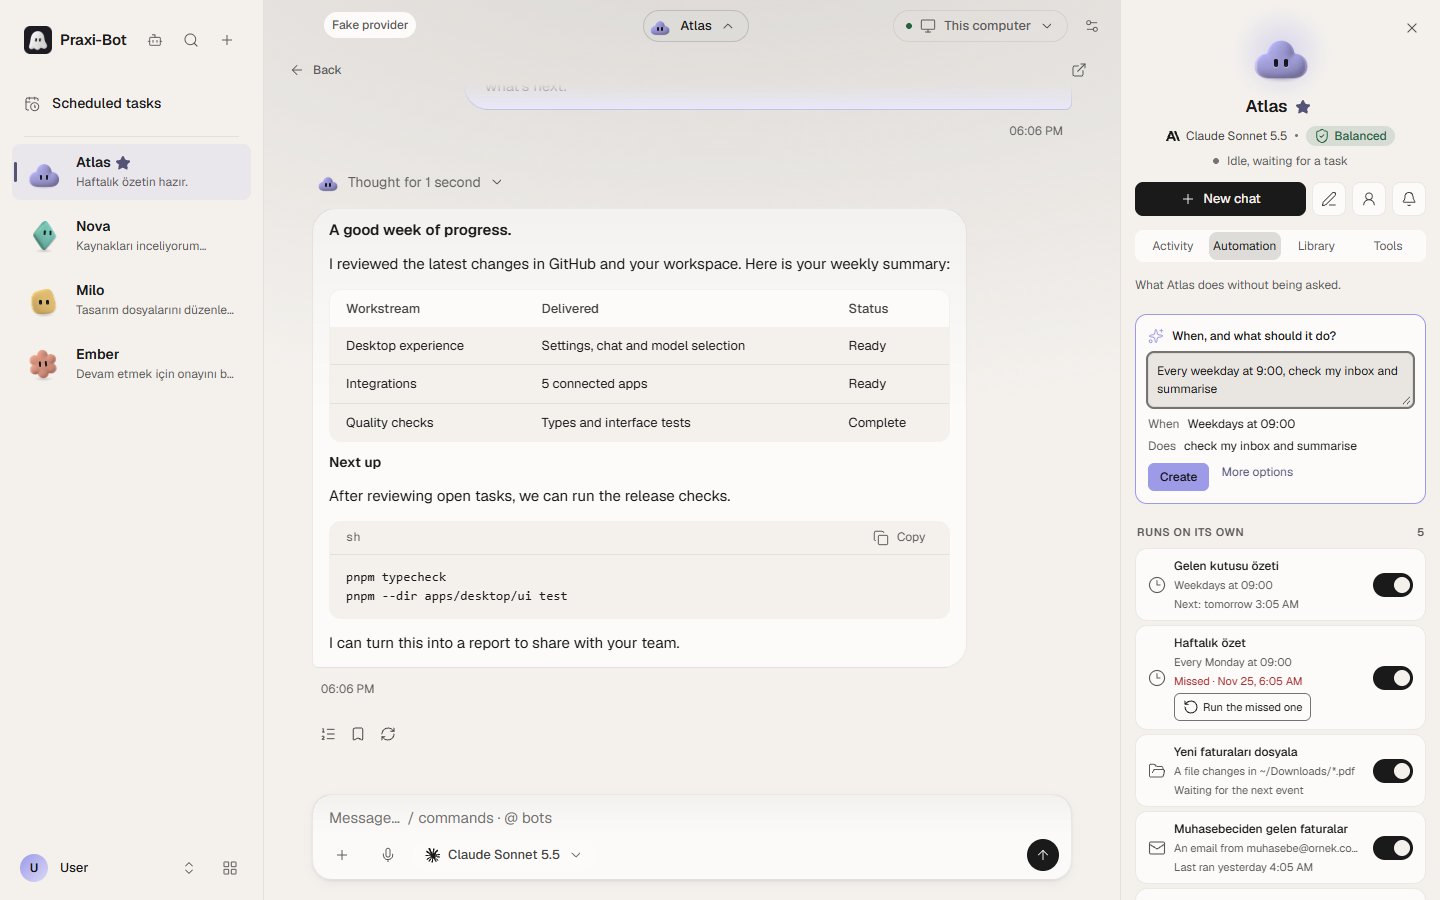 Praxi-Bot
Scheduled tasks
Atlas
Haftalık özetin hazır.
Nova
Kaynakları inceliyorum...
Milo
Tasarım dosyalarını düzenle...
Ember
Devam etmek için onayını b...
U
User
Fake provider
Atlas
This computer
Back
what's next.
06:06 PM
Thought for 1 second
A good week of progress.
I reviewed the latest changes in GitHub and your workspace. Here is your weekly summary:
Workstream Delivered Status
Desktop experience Settings, chat and model selection Ready
Integrations 5 connected apps Ready
Quality checks Types and interface tests Complete
Next up
After reviewing open tasks, we can run the release checks.
sh Copy
pnpm typecheck
pnpm --dir apps/desktop/ui test
I can turn this into a report to share with your team.
06:06 PM
Message... / commands · @ bots
Claude Sonnet 5.5
Atlas
Claude Sonnet 5.5 • Balanced
Idle, waiting for a task
New chat
Activity Automation Library Tools
What Atlas does without being asked.
When, and what should it do?
Every weekday at 9:00, check my inbox and
summarise
When Weekdays at 09:00
Does check my inbox and summarise
Create More options
RUNS ON ITS OWN 5
Gelen kutusu özeti
Weekdays at 09:00
Next: tomorrow 3:05 AM
Haftalık özet
Every Monday at 09:00
Missed · Nov 25, 6:05 AM
Run the missed one
Yeni faturaları dosyala
A file changes in ~/Downloads/*.pdf
Waiting for the next event
Muhasebeciden gelen faturalar
An email from muhasebe@ornek.co...
Last ran yesterday 4:05 AM